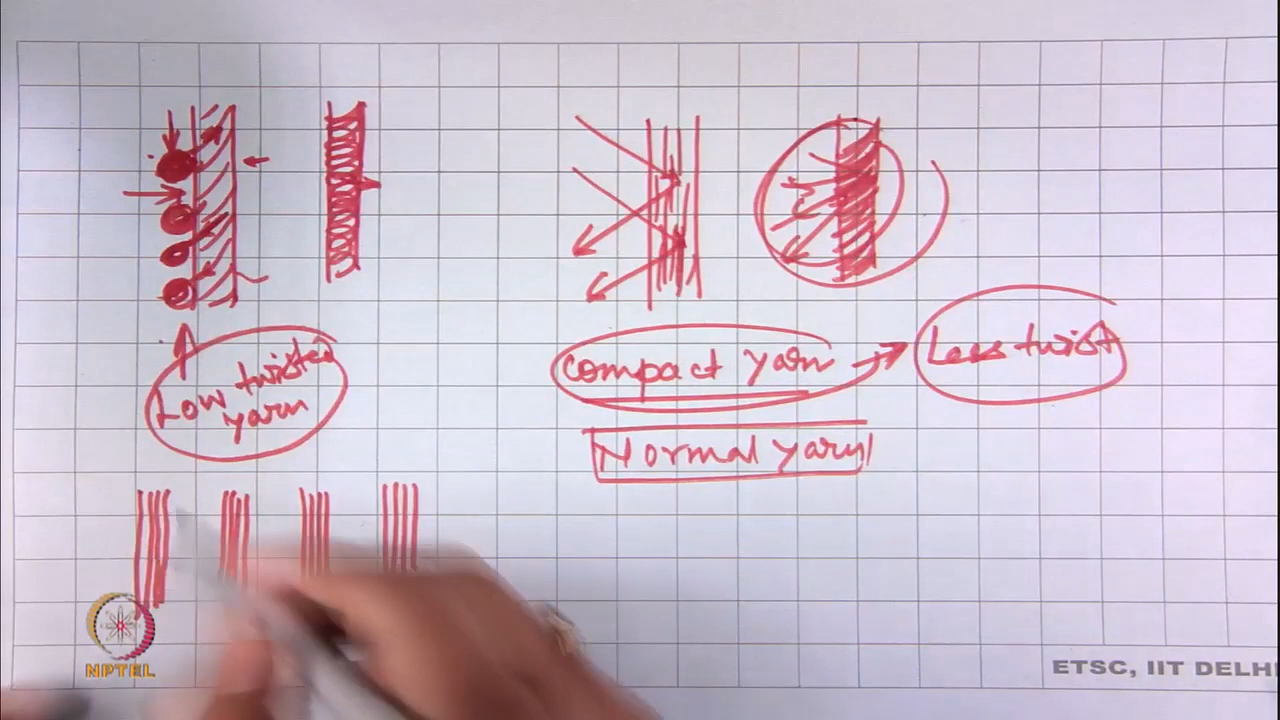 Low twisted
yarn
Compact yarn
Less twist
Normal yarn
NPTEL
ETSC, IIT DELHI